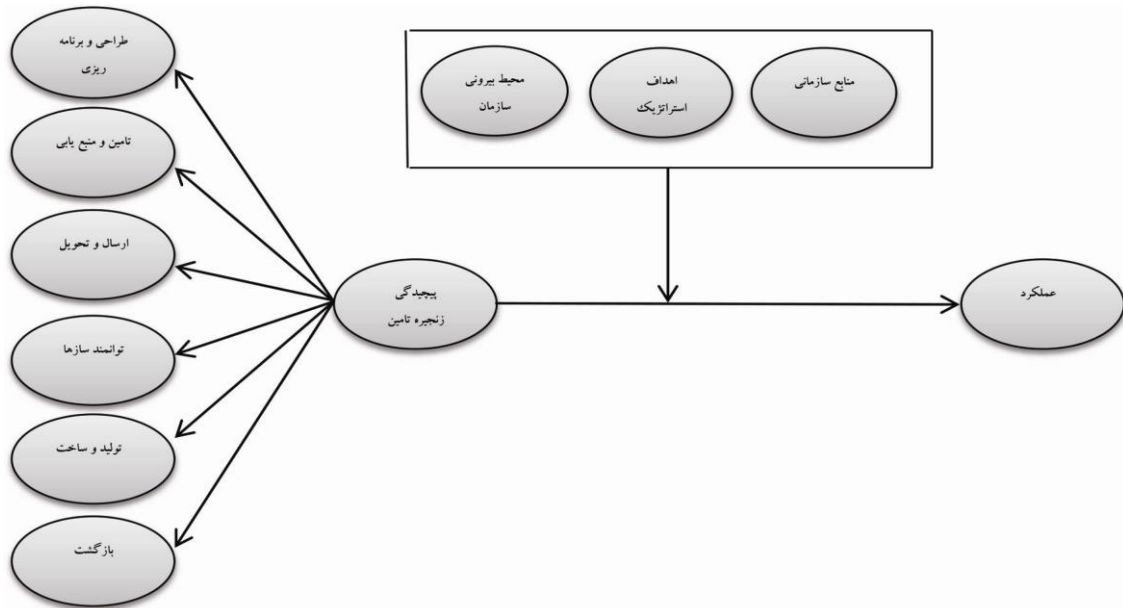 طراحی و برنامه
ریزی
تامین و منبع یابی
ارسال و تحویل
توانمند سازها
تولید و ساخت
بازگشت
پیچیدگی
زنجیره تامین
منابع سازمانی
اهداف
استراتژیک
محیط بیرونی
سازمان
عملکرد